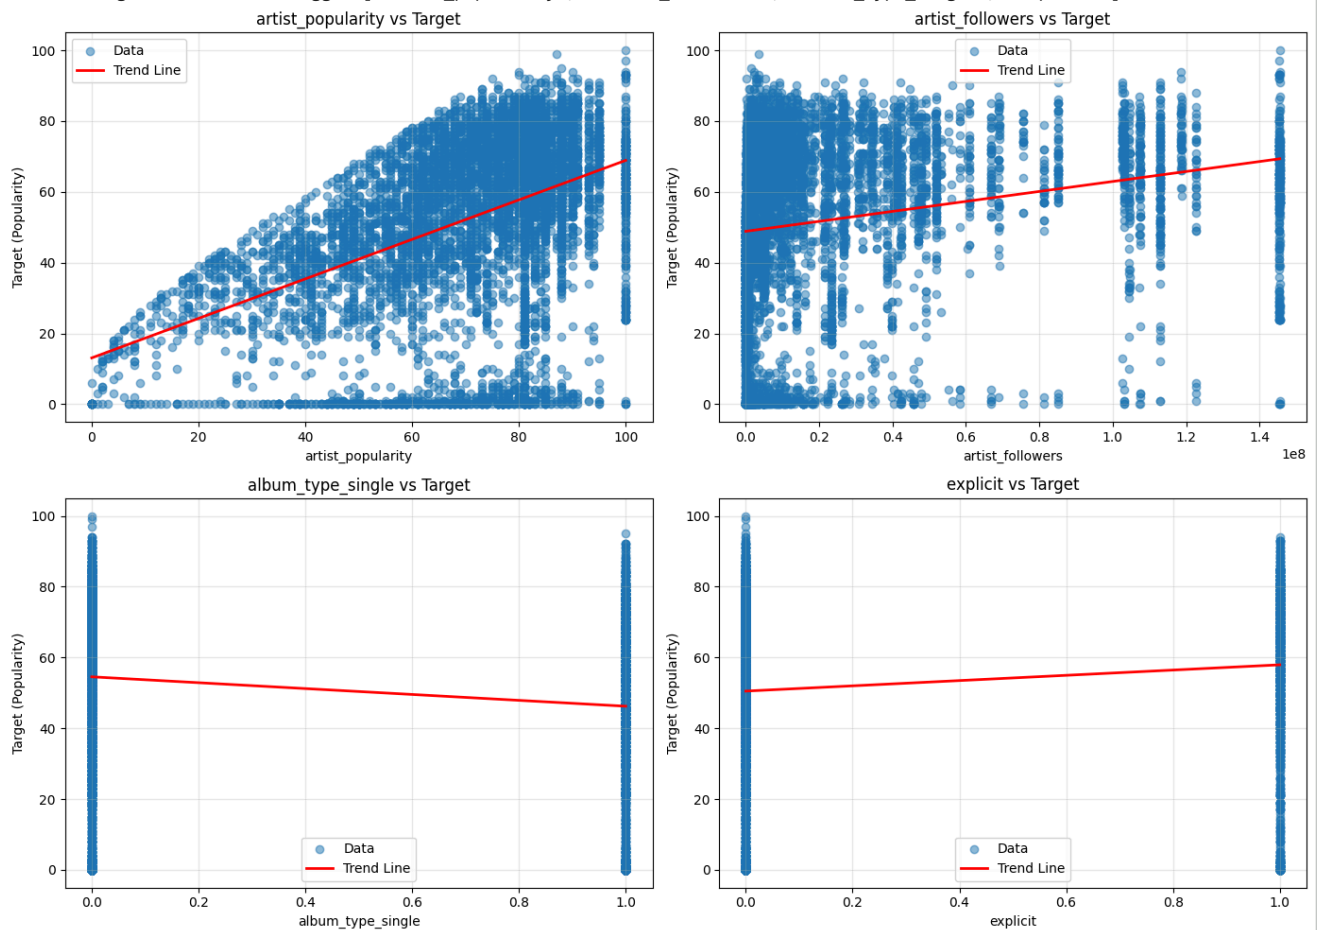 artist_popularity vs Target
Data
Trend Line
100
80
60
40
20
0
Target (Popularity)
0 20 40 60 80 100
artist_popularity
artist_followers vs Target
Data
Trend Line
100
80
60
40
20
0
Target (Popularity)
0.0 0.2 0.4 0.6 0.8 1.0 1.2 1.4
1e8
artist_followers
album_type_single vs Target
100
80
60
40
20
0
Target (Popularity)
Data
Trend Line
0.0 0.2 0.4 0.6 0.8 1.0
album_type_single
explicit vs Target
100
80
60
40
20
0
Target (Popularity)
Data
Trend Line
0.0 0.2 0.4 0.6 0.8 1.0
explicit